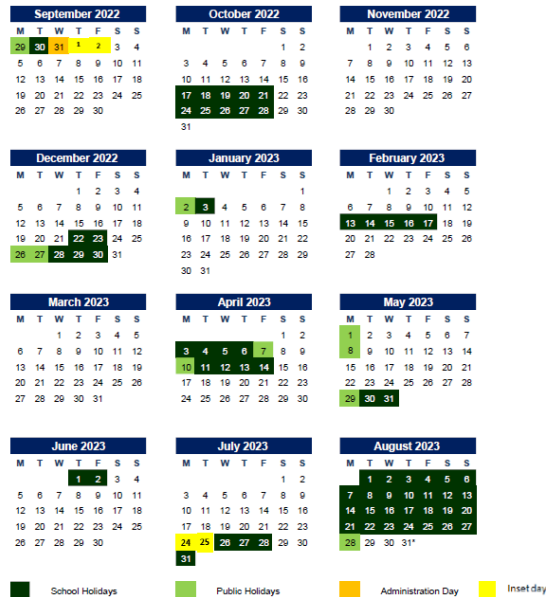 September 2022 October 2022 November 2022
M T W T F S S M T W T F S S M T W T F S S
29 30 31 1 2 3 4 1 2 1 2 3 4 5 6
5 6 7 8 9 10 11 3 4 5 6 7 8 9 7 8 9 10 11 12 13
12 13 14 15 16 17 18 10 11 12 13 14 15 16 14 15 16 17 18 19 20
19 20 21 22 23 24 25 17 18 19 20 21 22 23 21 22 23 24 25 26 27
26 27 28 29 30 24 25 26 27 28 29 30 28 29 30
31
December 2022 January 2023 February 2023
M T W T F S S M T W T F S S M T W T F S S
1 2 3 4 1 1 2 3 4 5
5 6 7 8 9 10 11 2 3 4 5 6 7 8 6 7 8 9 10 11 12
12 13 14 15 16 17 18 9 10 11 12 13 14 15 13 14 15 16 17 18 19
19 20 21 22 23 24 25 16 17 18 19 20 21 22 20 21 22 23 24 25 26
26 27 28 29 30 31 23 24 25 26 27 28 29 27 28
30 31
March 2023 April 2023 May 2023
M T W T F S S M T W T F S S M T W T F S S
1 2 3 4 5 1 2 1 2 3 4 5 6 7
6 7 8 9 10 11 12 3 4 5 6 7 8 9 8 9 10 11 12 13 14
13 14 15 16 17 18 19 10 11 12 13 14 15 16 15 16 17 18 19 20 21
20 21 22 23 24 25 26 17 18 19 20 21 22 23 22 23 24 25 26 27 28
27 28 29 30 31 24 25 26 27 28 29 30 29 30 31
June 2023 July 2023 August 2023
M T W T F S S M T W T F S S M T W T F S S
1 2 3 4 1 2 1 2 3 4 5 6
5 6 7 8 9 10 11 3 4 5 6 7 8 9 7 8 9 10 11 12 13
12 13 14 15 16 17 18 10 11 12 13 14 15 16 14 15 16 17 18 19 20
19 20 21 22 23 24 25 17 18 19 20 21 22 23 21 22 23 24 25 26 27
26 27 28 29 30 24 25 26 27 28 29 30 28 29 30 31*
31
School Holidays Public Holidays Administration Day Inset day